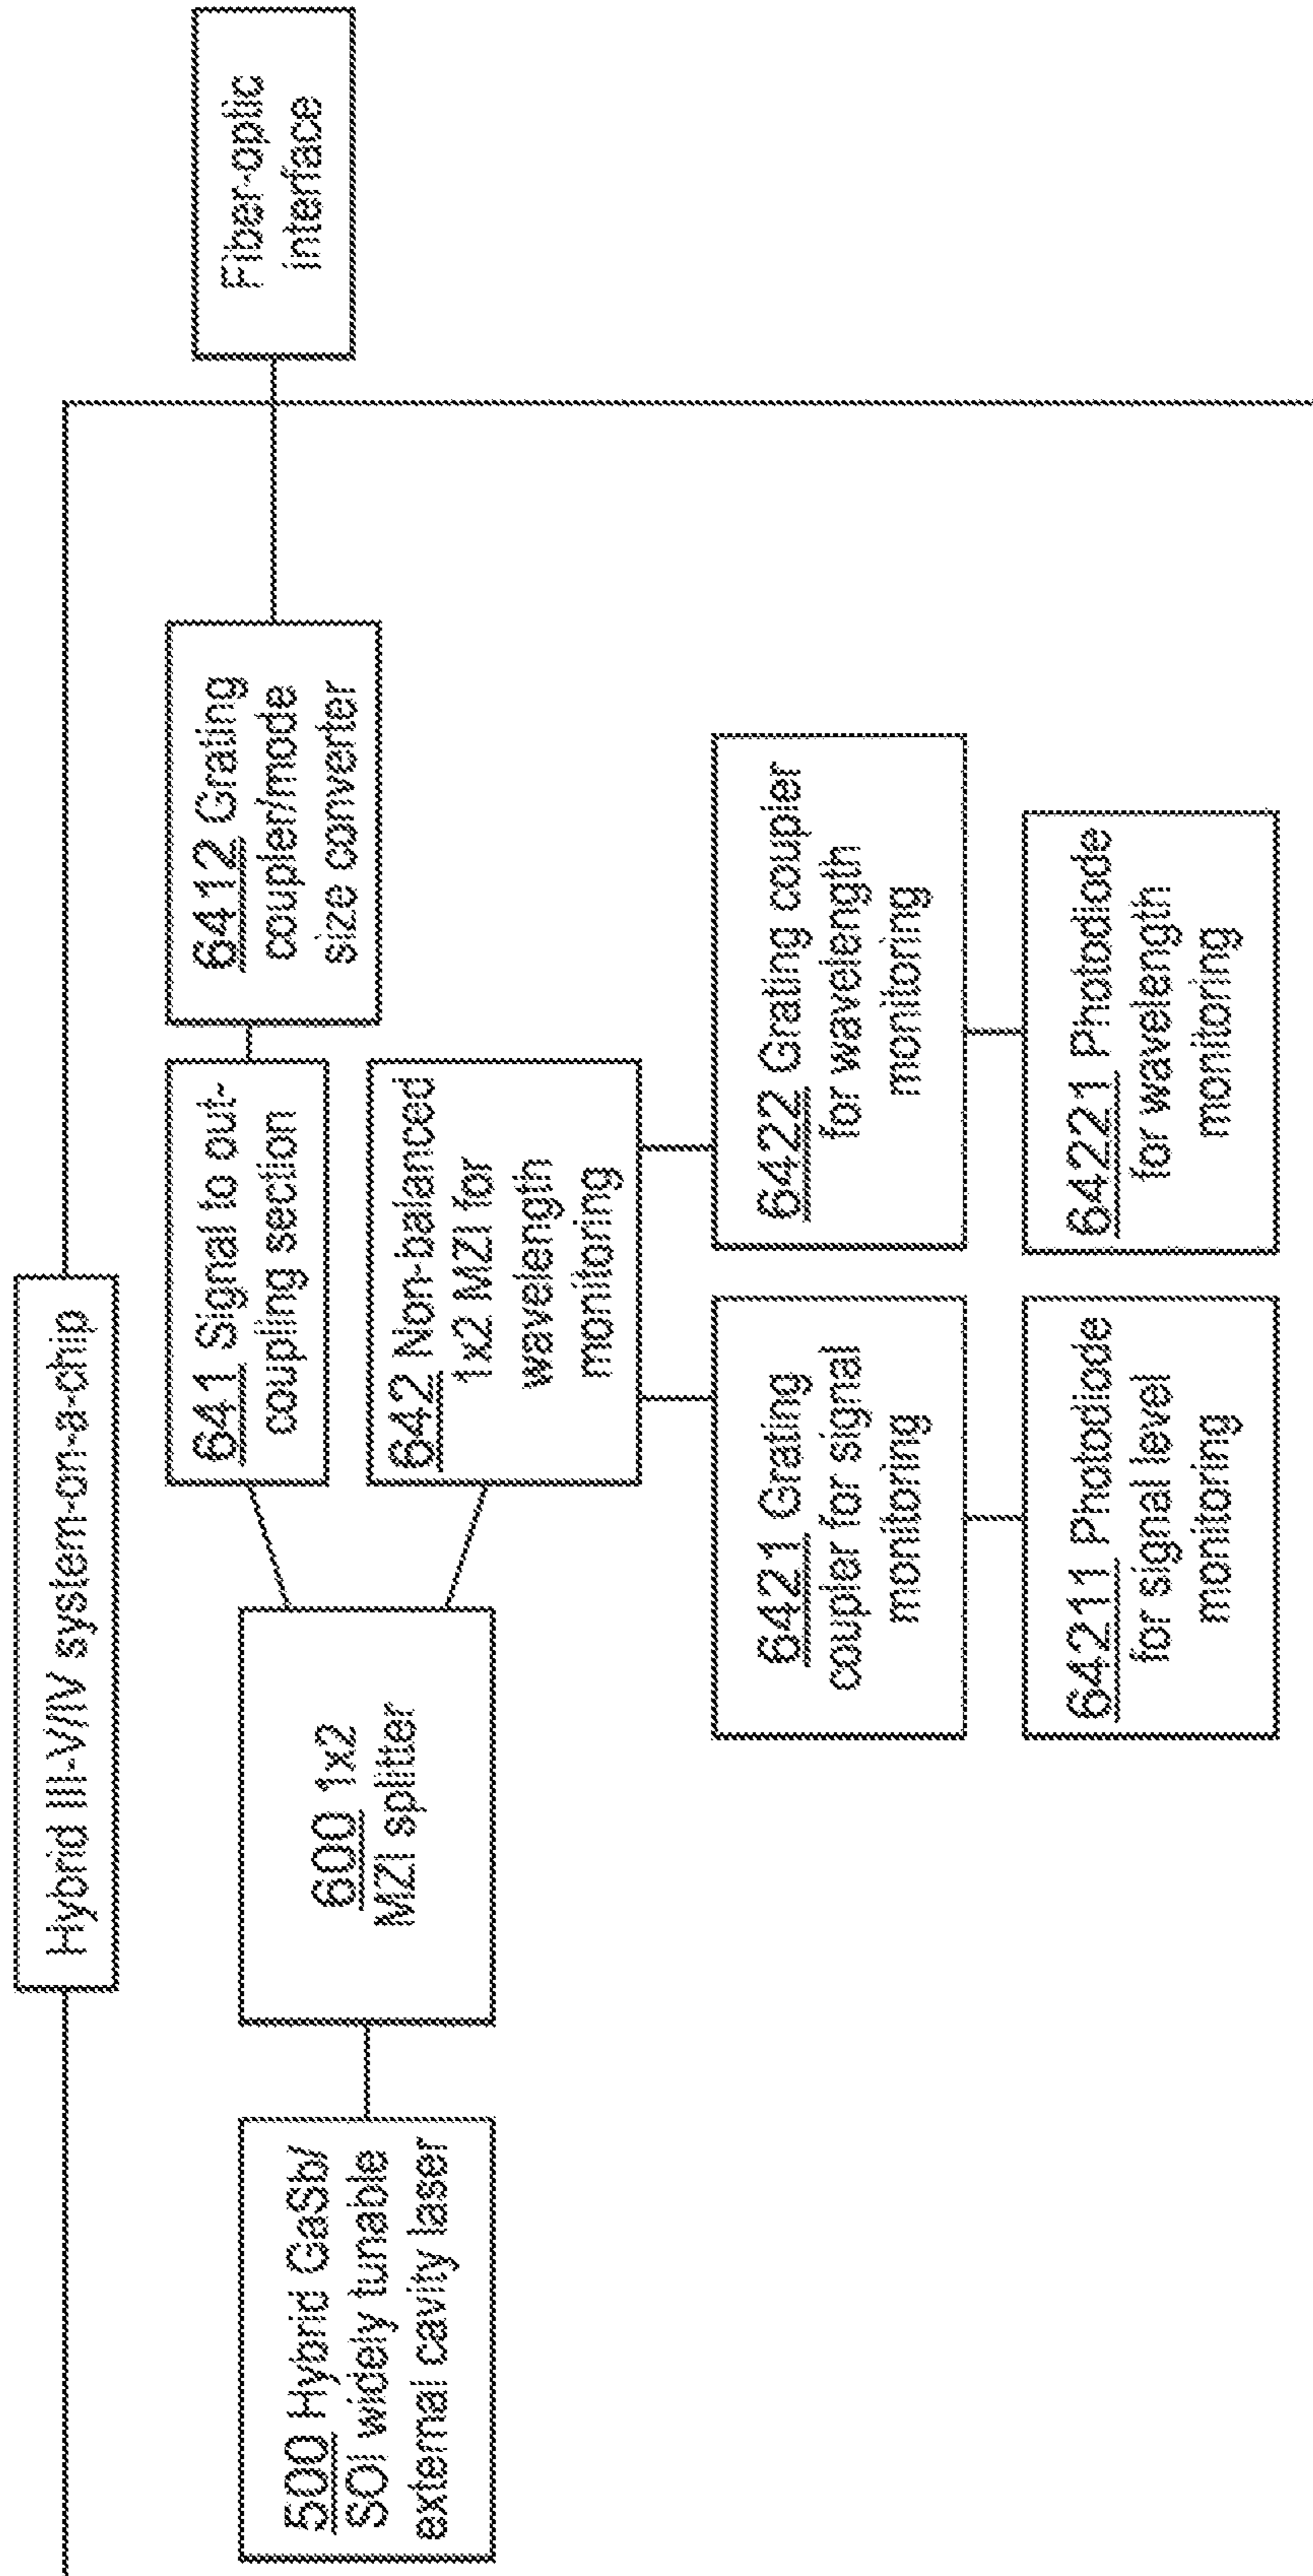 Hybrid III-V/IV system-on-a-chip
500 Hybrid GaSb/
SOI widely tunable
external cavity laser
600 1x2
MZI splitter
641 Signal to out-
coupling section
6412 Grating
coupler/mode
size converter
Fiber-optic
interface
642 Non-balanced
1x2 MZI for
wavelength
monitoring
6421 Grating
coupler for signal
monitoring
6422 Grating coupler
for wavelength
monitoring
64211 Photodiode
for signal level
monitoring
64221 Photodiode
for wavelength
monitoring